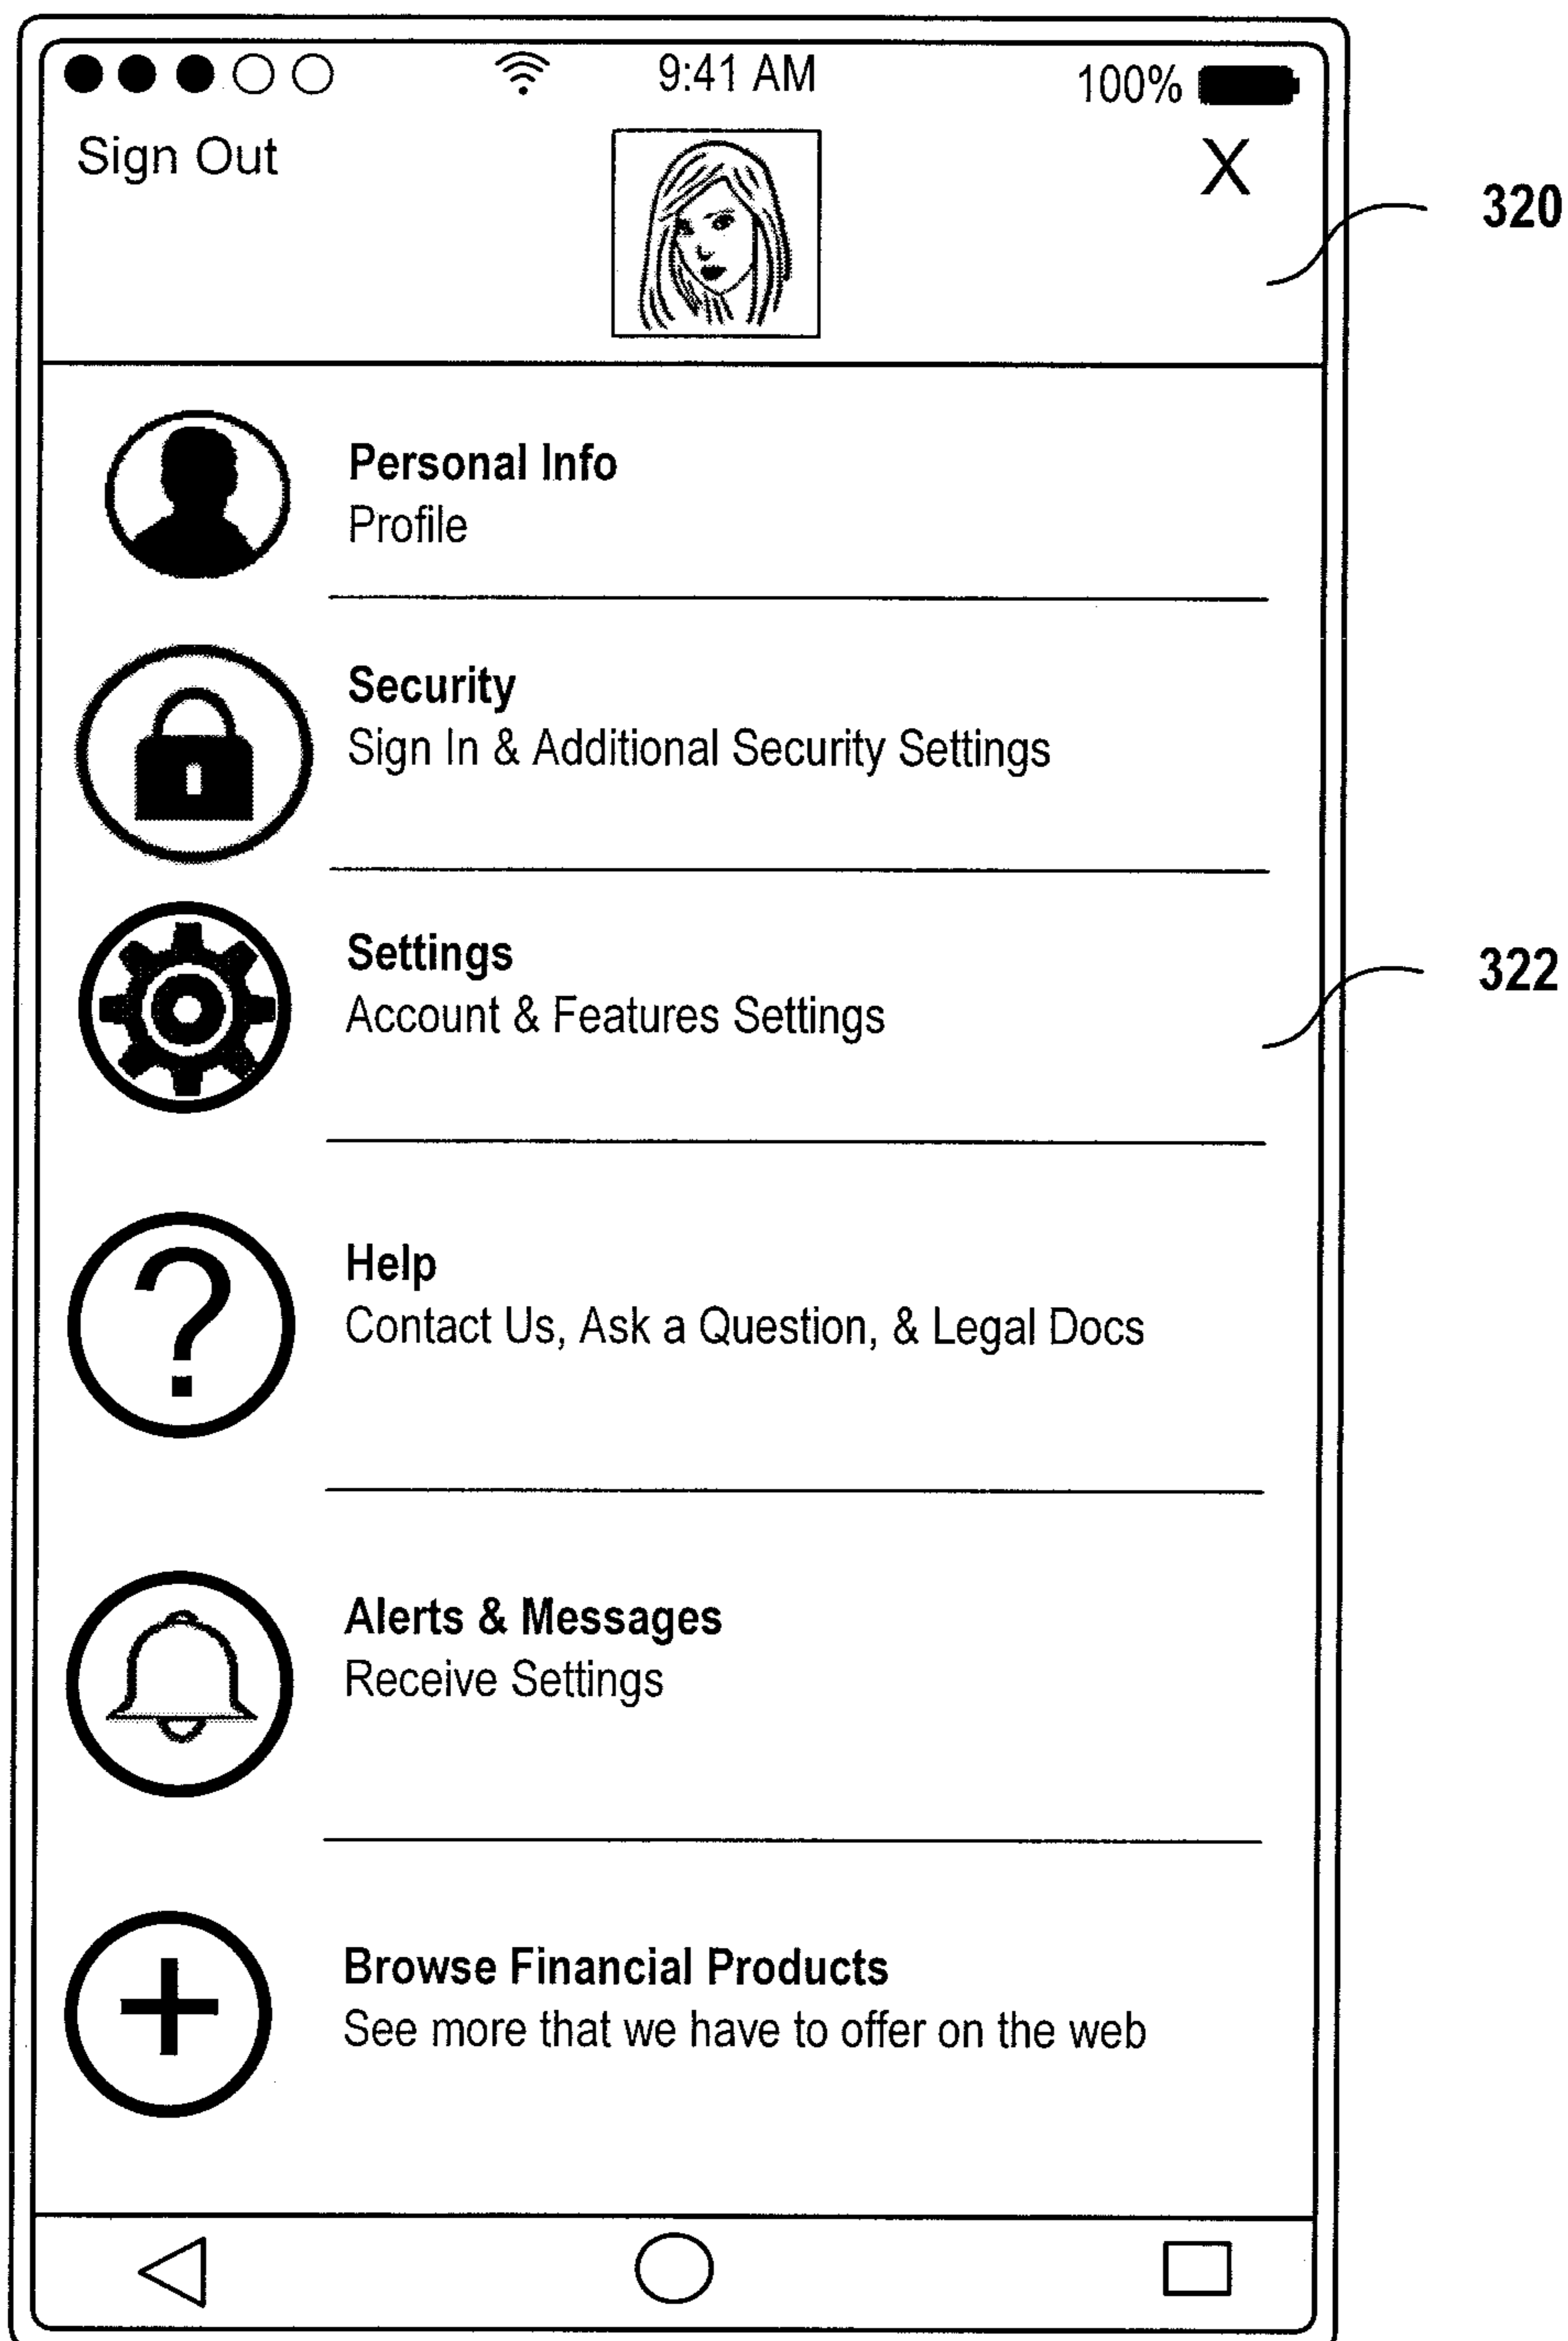 9:41 AM
100%
Sign Out
X
320
Personal Info
Profile
Security
Sign In & Additional Security Settings
Settings
Account & Features Settings
322
?
Help
Contact Us, Ask a Question, & Legal Docs
Alerts & Messages
Receive Settings
+
Browse Financial Products
See more that we have to offer on the web